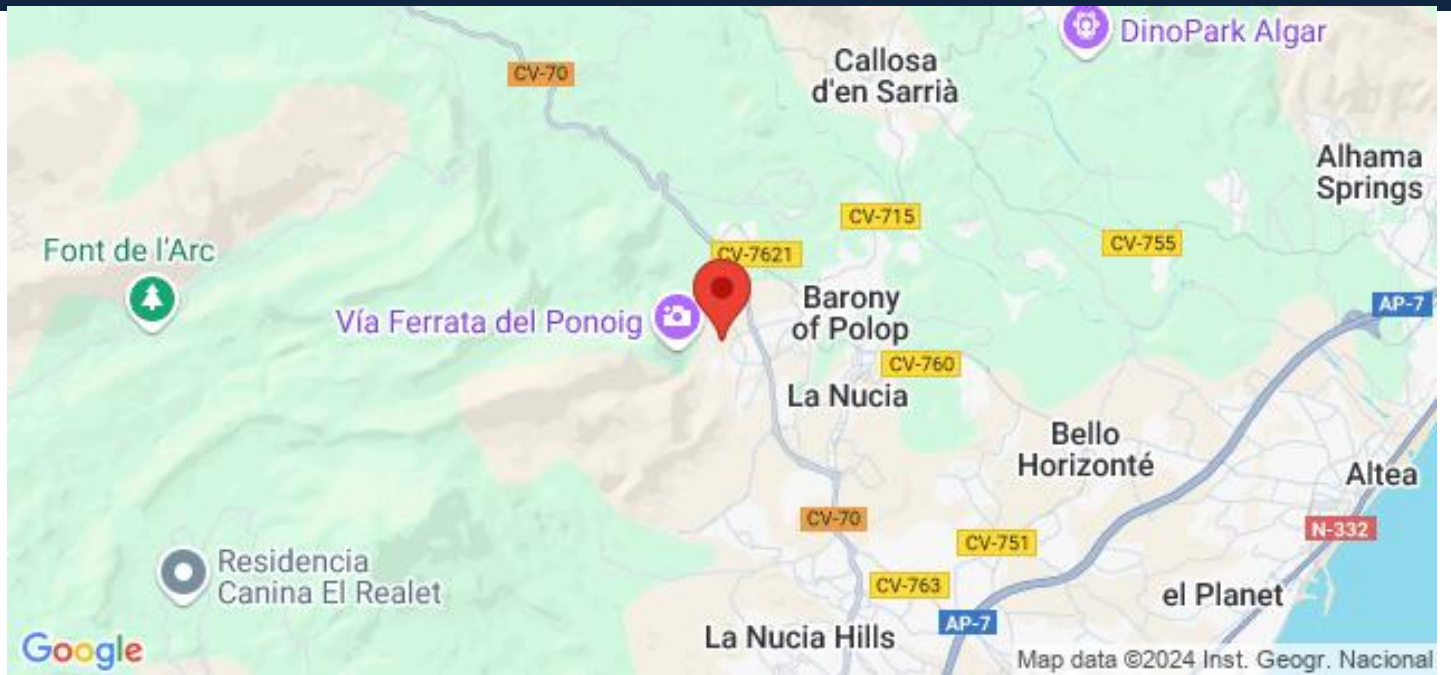 DinoPark Algar
Callosa
d'en Sarrià
CV-70
Alhama
Springs
CV-715
CV-755
Font de l'Arc
CV-7621
Barony
of Polop
AP-7
Vía Ferrata del Ponoig
CV-760
La Nucia
Bello
Horizonté
Altea
CV-70
N-332
CV-751
Residencia
Canina El Realet
CV-763
el Planet
AP-7
La Nucia Hills
Google
Map data ©2024 Inst. Geogr. Nacional